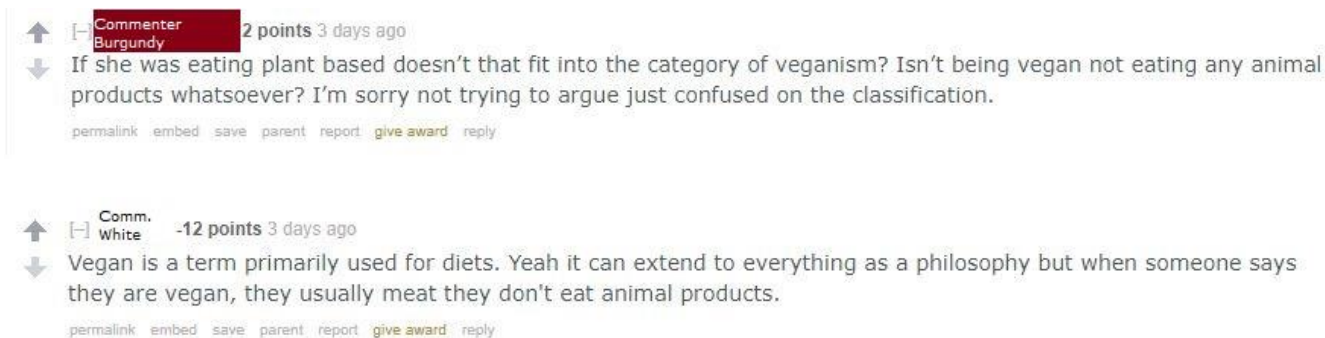 [–] Commenter
Burgundy 2 points 3 days ago
If she was eating plant based doesn’t that fit into the category of veganism? Isn’t being vegan not eating any animal
products whatsoever? I’m sorry not trying to argue just confused on the classification.
permalink embed save parent report give award reply
[–] Comm.
White -12 points 3 days ago
Vegan is a term primarily used for diets. Yeah it can extend to everything as a philosophy but when someone says
they are vegan, they usually meat they don't eat animal products.
permalink embed save parent report give award reply